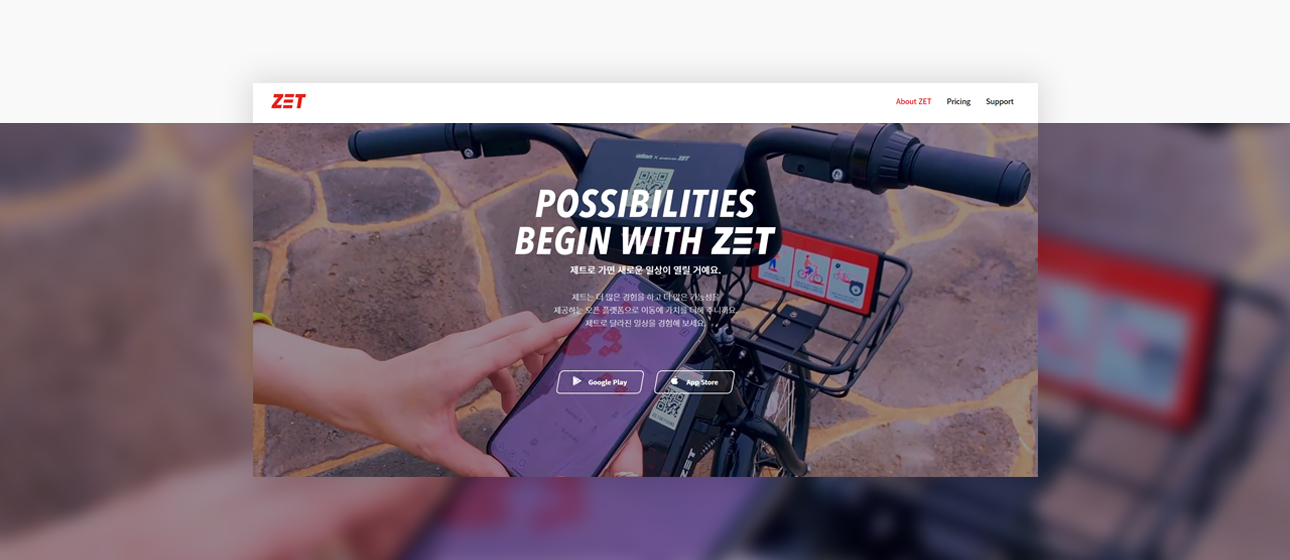 ZET
About ZET Pricing Support
POSSIBILITIES
BEGIN WITH ZET
제트로 가면 새로운 일상이 열릴 거예요.
제트는 더 많은 경험을 하고 더 많은 가능성을
제공하는 오픈 플랫폼으로 이동에 가치를 더해 주니까요.
제트로 달라진 일상을 경험해 보세요.
Google Play App Store
ZET